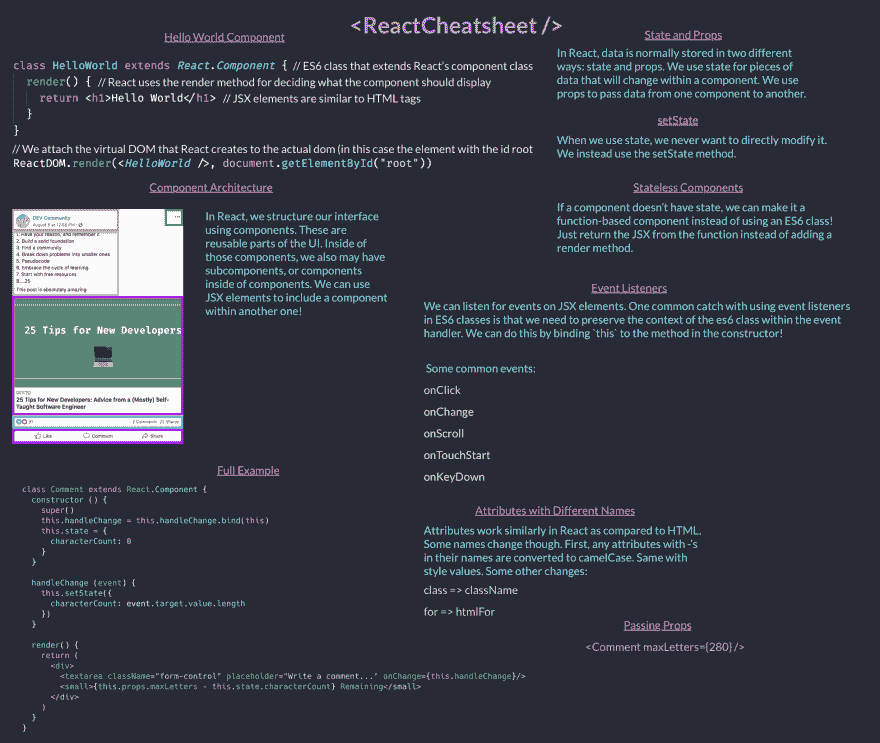 <ReactCheatsheet />
Hello World Component
class HelloWorld extends React.Component { // ES6 class that extends React's component class
render() { // React uses the render method for deciding what the component should display
return <h1>Hello World</h1> // JSX elements are similar to HTML tags
}
}
// We attach the virtual DOM that React creates to the actual dom (in this case the element with the id root
ReactDOM.render(<HelloWorld />, document.getElementById("root"))
State and Props
In React, data is normally stored in two different
ways: state and props. We use state for pieces of
data that will change within a component. We use
props to pass data from one component to another.
setState
When we use state, we never want to directly modify it.
We instead use the setState method.
Stateless Components
If a component doesn't have state, we can make it a
function-based component instead of using an ES6 class!
Just return the JSX from the function instead of adding a
render method.
Component Architecture
DEV Community
August 8 at 12:58 PM
1. Have your reason, and remember it
2. Build a solid foundation
3. Find a community
4. Break down problems into smaller ones
5. Pseudocode
6. Embrace the cycle of learning
7. Start with free resources
8....25
This post is absolutely amazing
25 Tips for New Developers
DEV.TO
25 Tips for New Developers: Advice from a (Mostly) Self-
Taught Software Engineer
Like Comment Share
In React, we structure our interface
using components. These are
reusable parts of the UI. Inside of
those components, we also may have
subcomponents, or components
inside of components. We can use
JSX elements to include a component
within another one!
Event Listeners
We can listen for events on JSX elements. One common catch with using event listeners
in ES6 classes is that we need to preserve the context of the es6 class within the event
handler. We can do this by binding `this` to the method in the constructor!
Some common events:
onClick
onChange
onScroll
onTouchStart
onKeyDown
Full Example
class Comment extends React.Component {
constructor () {
super()
this.handleChange = this.handleChange.bind(this)
this.state = {
characterCount: 0
}
}
handleChange (event) {
this.setState({
characterCount: event.target.value.length
})
}
render() {
return (
<div>
<textarea className="form-control" placeholder="Write a comment..." onChange={this.handleChange}/>
<small>{this.props.maxLetters - this.state.characterCount} Remaining</small>
</div>
)
}
}
Attributes with Different Names
Attributes work similarly in React as compared to HTML.
Some names change though. First, any attributes with -'s
in their names are converted to camelCase. Same with
style values. Some other changes:
class => className
for => htmlFor
Passing Props
<Comment maxLetters={280}/>